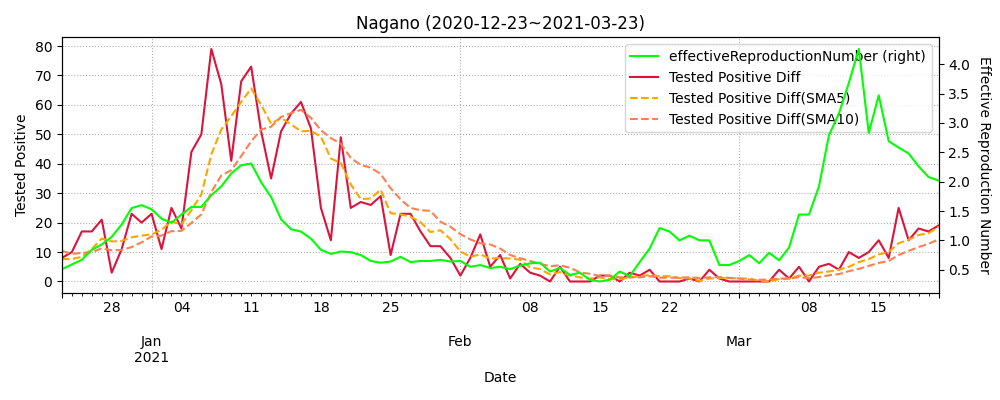 Nagano (2020-12-23~2021-03-23)
effectiveReproductionNumber (right)
Tested Positive Diff
Tested Positive Diff(SMA5)
Tested Positive Diff(SMA10)
Tested Positive
80
70
60
50
40
30
20
10
0
Effective Reproduction Number
4.0
3.5
3.0
2.5
2.0
1.5
1.0
0.5
28 04 11 18 25 08 15 22 08 15
Jan Feb Mar
2021
Date